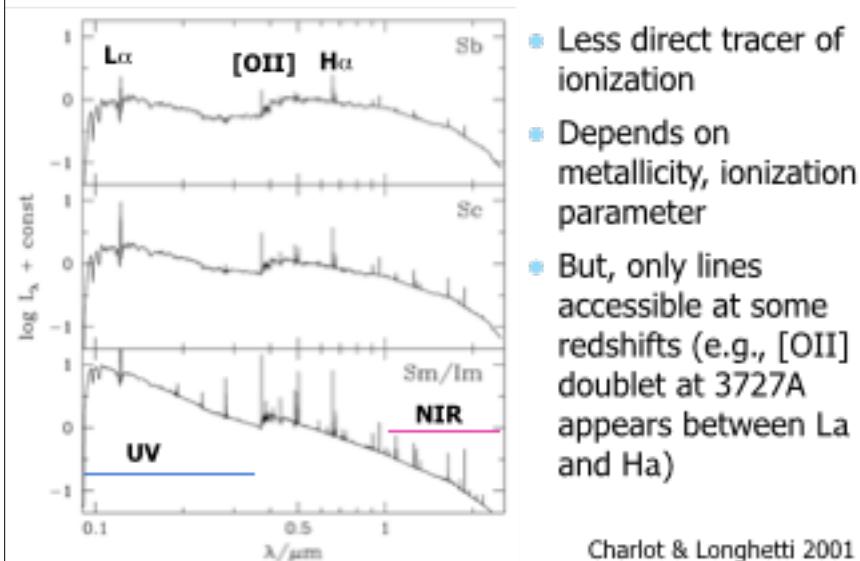 1
Sb
Lα
[OII]
Hα
0
-1
1
Sc
0
-1
log Lλ + const
1
Sm/Im
0
NIR
UV
-1
0.1
0.5
1
λ/μm
Less direct tracer of
ionization
Depends on
metallicity, ionization
parameter
But, only lines
accessible at some
redshifts (e.g., [OII]
doublet at 3727A
appears between La
and Ha)
Charlot & Longhetti 2001